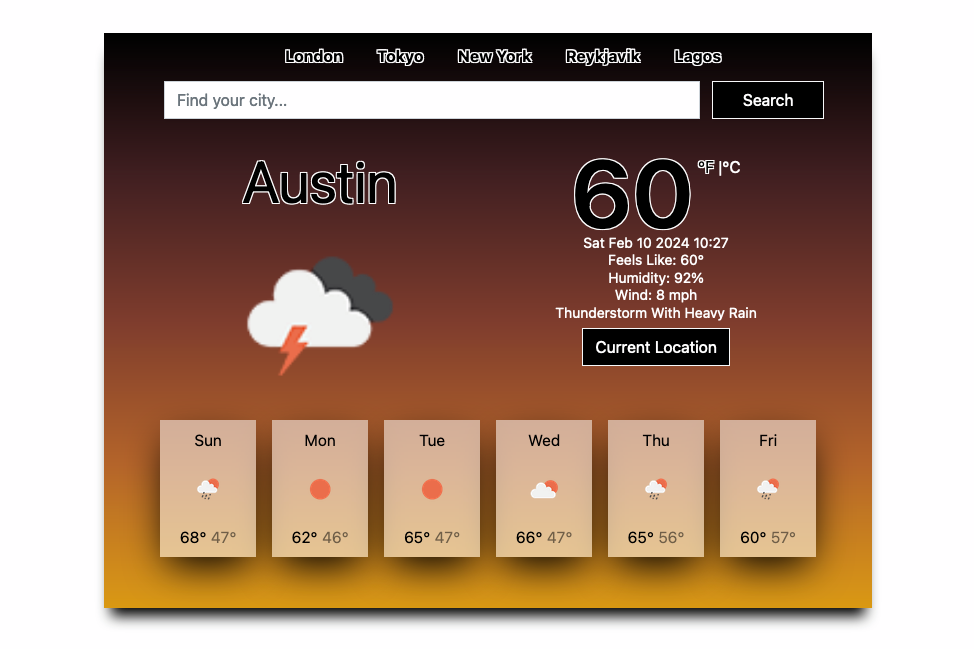 London Tokyo New York Reykjavik Lagos
Find your city... Search
Austin
60 °F |°C
Sat Feb 10 2024 10:27
Feels Like: 60°
Humidity: 92%
Wind: 8 mph
Thunderstorm With Heavy Rain
Current Location
Sun Mon Tue Wed Thu Fri
68° 47° 62° 46° 65° 47° 66° 47° 65° 56° 60° 57°